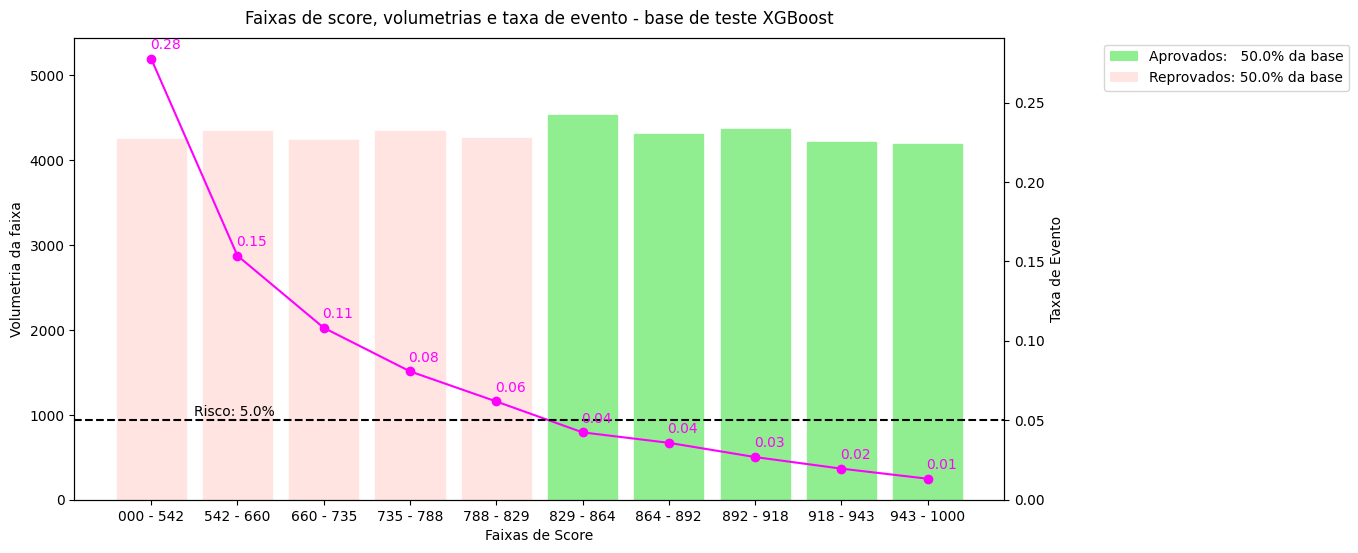 Faixas de score, volumetrias e taxa de evento - base de teste XGBoost
Aprovados:   50.0% da base
Reprovados: 50.0% da base
Volumetria da faixa
5000
4000
3000
2000
1000
0
0.28
0.15
0.11
0.08
0.06
0.04
0.04
0.03
0.02
0.01
Risco: 5.0%
0.25
0.20
0.15
0.10
0.05
0.00
Taxa de Evento
000 - 542
542 - 660
660 - 735
735 - 788
788 - 829
829 - 864
864 - 892
892 - 918
918 - 943
943 - 1000
Faixas de Score